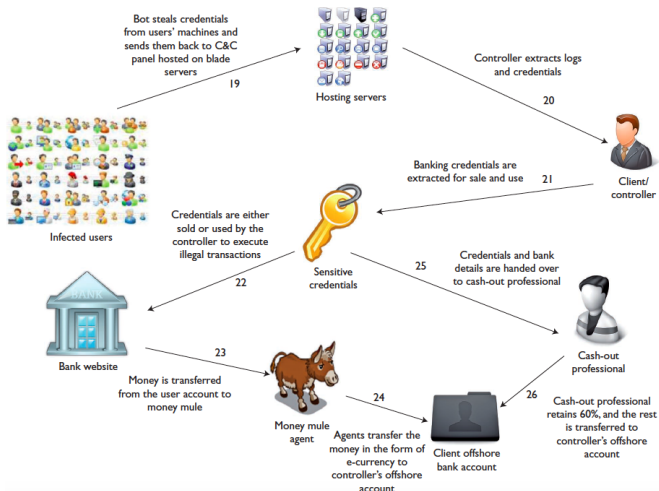 Bot steals credentials
from users' machines and
sends them back to C&C
panel hosted on blade
servers
19
Hosting servers
Controller extracts logs
and credentials
20
Client/
controller
Infected users
Banking credentials are
extracted for sale and use
21
Credentials are either
sold or used by the
controller to execute
illegal transactions
22
Sensitive
credentials
25
Credentials and bank
details are handed over
to cash-out professional
BANK
Bank website
23
Money is transferred
from the user account to
money mule
Money mule
agent
24
Agents transfer the
money in the form of
e-currency to
controller's offshore
account
Client offshore
bank account
Cash-out
professional
26
Cash-out professional
retains 60%, and the rest
is transferred to
controller's offshore
account